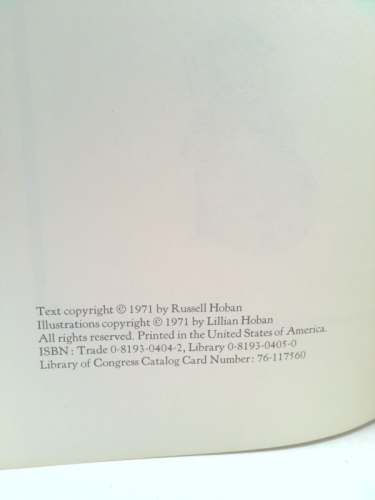 Text copyright © 1971 by Russell Hoban
Illustrations copyright © 1971 by Lillian Hoban
All rights reserved. Printed in the United States of America.
ISBN: Trade 0-8193-0404-2, Library 0-8193-0405-0
Library of Congress Catalog Card Number: 76-117560